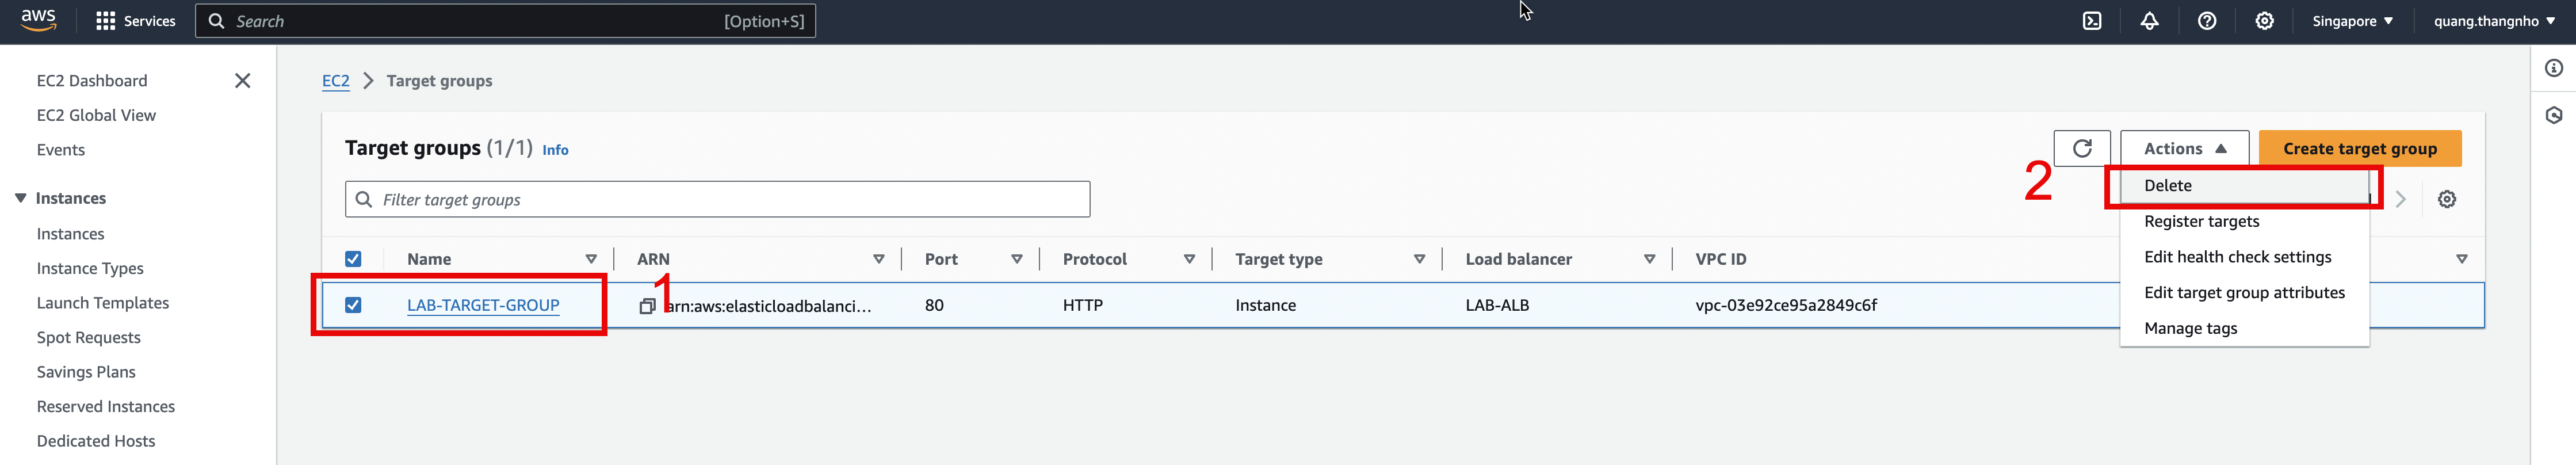 aws Services Search [Option+S] Singapore quang.thangnho
EC2 Dashboard
EC2 Global View
Events
Instances
Instances
Instance Types
Launch Templates
Spot Requests
Savings Plans
Reserved Instances
Dedicated Hosts
EC2 Target groups
Target groups (1/1) Info
Actions Create target group
Filter target groups
2
Delete
Register targets
Edit health check settings
Edit target group attributes
Manage tags
Name ARN Port Protocol Target type Load balancer VPC ID
1
LAB-TARGET-GROUP arn:aws:elasticloadbalanci... 80 HTTP Instance LAB-ALB vpc-03e92ce95a2849c6f